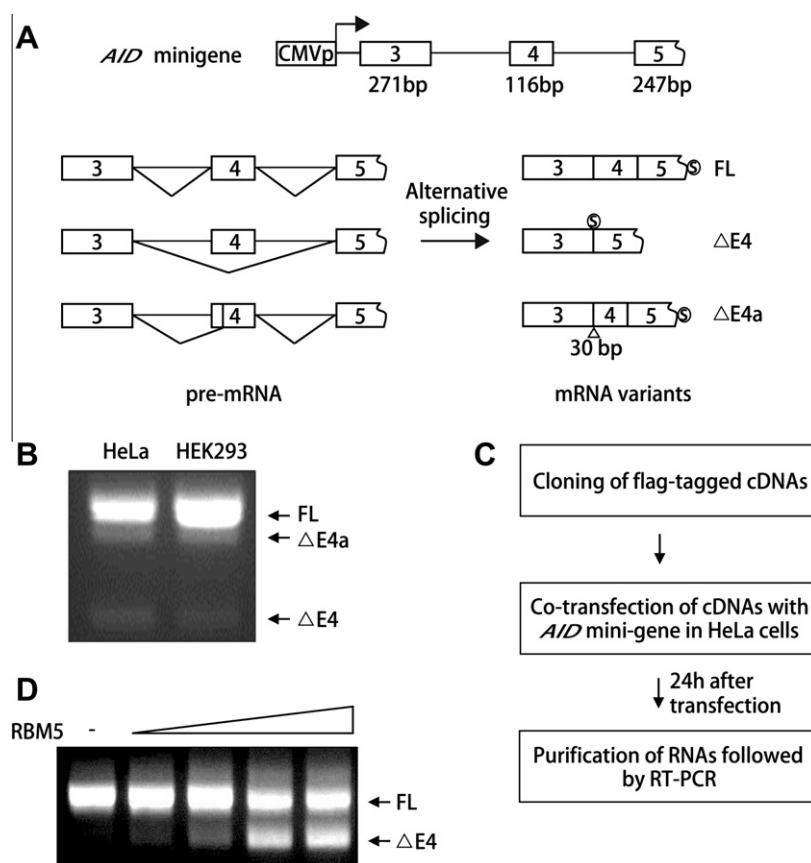 A
AID minigene
CMVp 3 4 5
271bp 116bp 247bp
3 4 5
3 4 5 S FL
Alternative
splicing
3 4 5
S
3 5 △E4
3 4 5
3 4 5 S △E4a
30 bp
pre-mRNA
mRNA variants
B
HeLa HEK293
FL
△E4a
△E4
C
Cloning of flag-tagged cDNAs
Co-transfection of cDNAs with
AID mini-gene in HeLa cells
24h after
transfection
Purification of RNAs followed
by RT-PCR
D
RBM5 -
FL
△E4